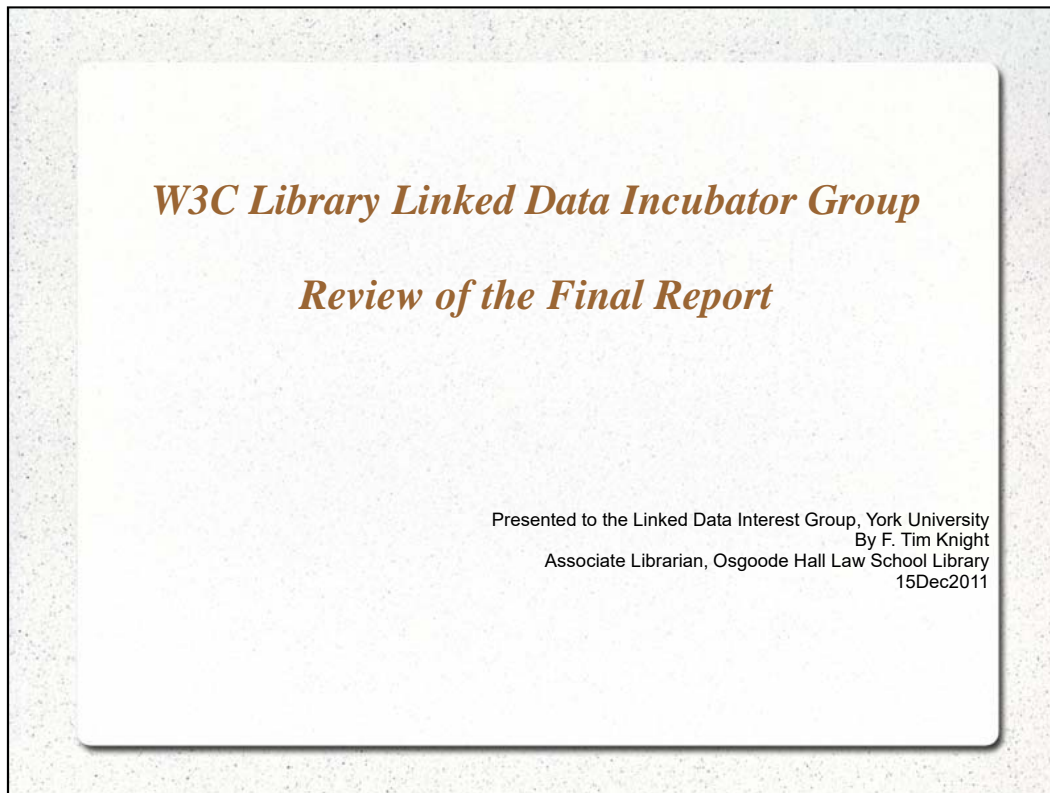 W3C Library Linked Data Incubator Group
Review of the Final Report
Presented to the Linked Data Interest Group, York University
By F. Tim Knight
Associate Librarian, Osgoode Hall Law School Library
15Dec2011